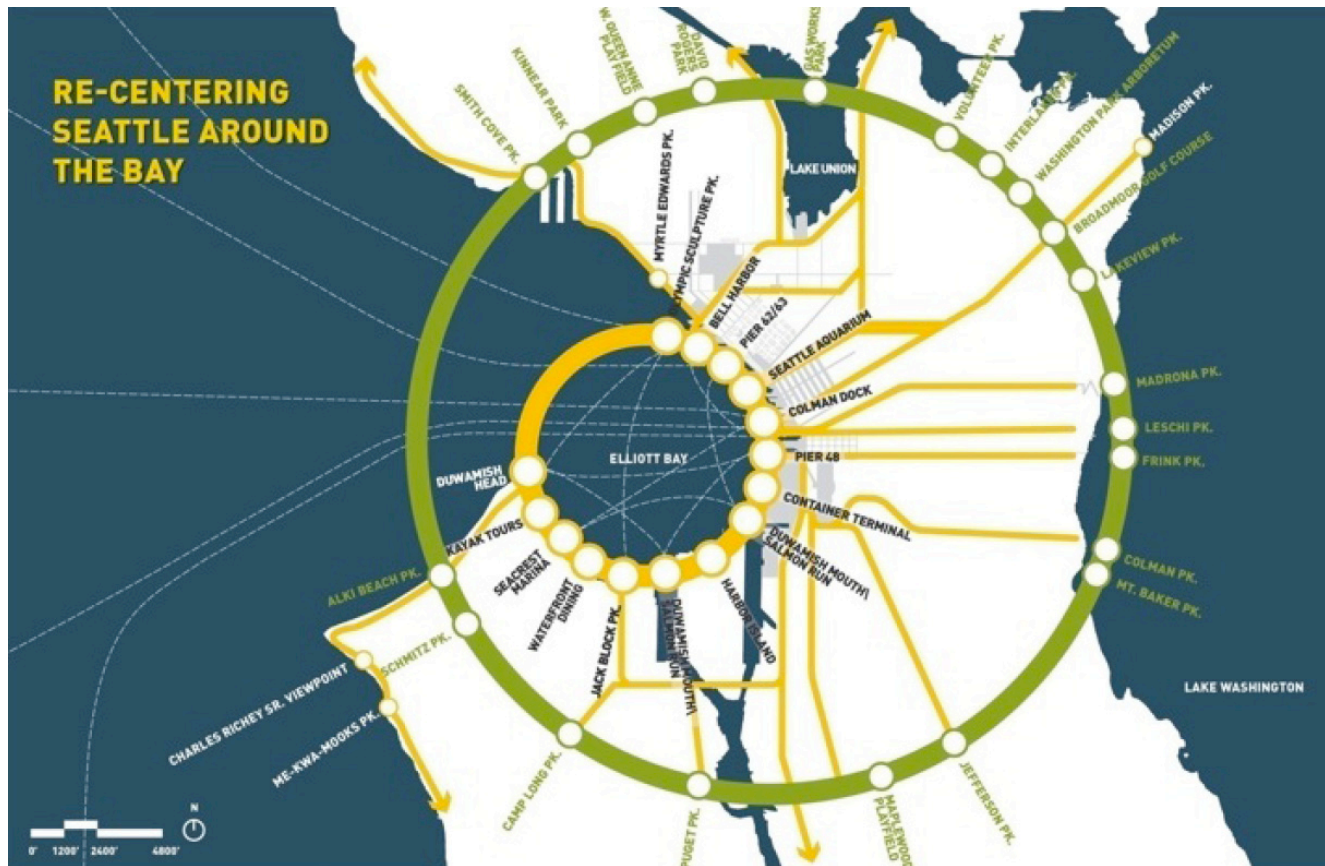 RE-CENTERING
SEATTLE AROUND
THE BAY
SMITH COVE PK.
KINNEAR PARK
W. QUEEN ANNE
PLAYFIELD
DAVID
RODGERS
PARK
GAS WORKS
PARK
VOLUNTEER PK.
INTERLAKEN PL.
WASHINGTON PARK ARBORETUM
MADISON PK.
BROADMOOR GOLF COURSE
LAKEVIEW PK.
MADRONA PK.
LESCHI PK.
FRINK PK.
COLMAN PK.
MT. BAKER PK.
JEFFERSON PK.
MAPLEWOOD
PLAYFIELD
PUGET PK.
CAMP LONG PK.
SCHMITZ PK.
ALKI BEACH PK.
CHARLES RICHEY SR. VIEWPOINT
ME-KWA-MOOKS PK.
LAKE UNION
MYRTLE EDWARDS PK.
LYMPIC SCULPTURE PK.
BELL HARBOR
PIER 62/63
SEATTLE AQUARIUM
COLMAN DOCK
PIER 48
CONTAINER TERMINAL
DUWAMISH MOUTH\
SALMON RUN
HARBOR ISLAND
DUWAMISH MOUTH\
SALMON RUN
JACK BLOCK PK.
WATERFRONT
DINING
SEACREST
MARINA
KAYAK TOURS
DUWAMISH
HEAD
ELLIOTT BAY
LAKE WASHINGTON
N
0' 1200' 2400' 4800'